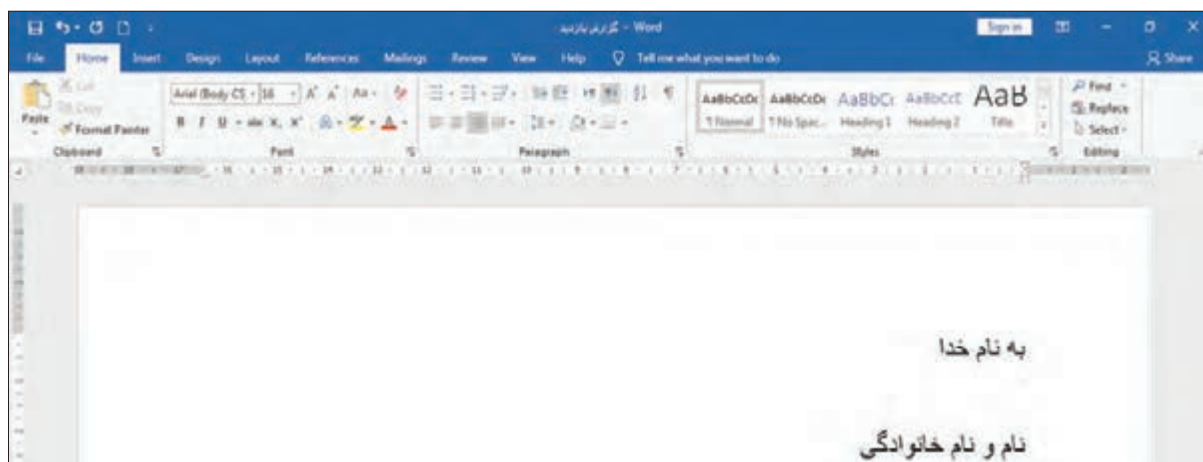 گزارش بازدید - Word
Sign in
File Home Insert Design Layout References Mailings Review View Help Tell me what you want to do Share
Paste
Cut
Copy
Format Painter
Clipboard
Arial (Body CS 16
Font
Paragraph
AaBbCcDc AaBbCcDc AaBbCc AaBbCcE AaB
¶ Normal ¶ No Spac... Heading 1 Heading 2 Title
Styles
Find
Replace
Select
Editing
به نام خدا
نام و نام خانوادگی